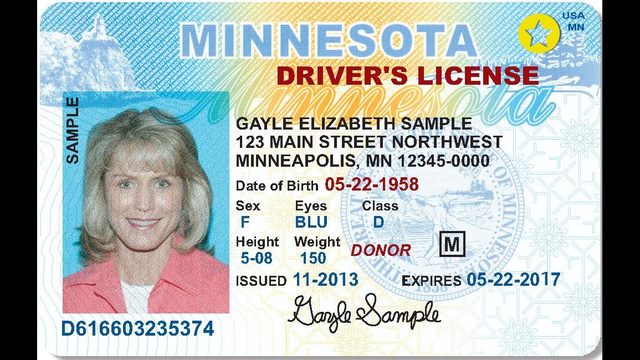 USA
MN
MINNESOTA
DRIVER'S LICENSE
Minnesota
SAMPLE
GAYLE ELIZABETH SAMPLE
123 MAIN STREET NORTHWEST
MINNEAPOLIS, MN 12345-0000
Date of Birth 05-22-1958
Sex Eyes Class
F BLU D
Height Weight
5-08 150 DONOR M
ISSUED 11-2013 EXPIRES 05-22-2017
Gayle Sample
D616603235374